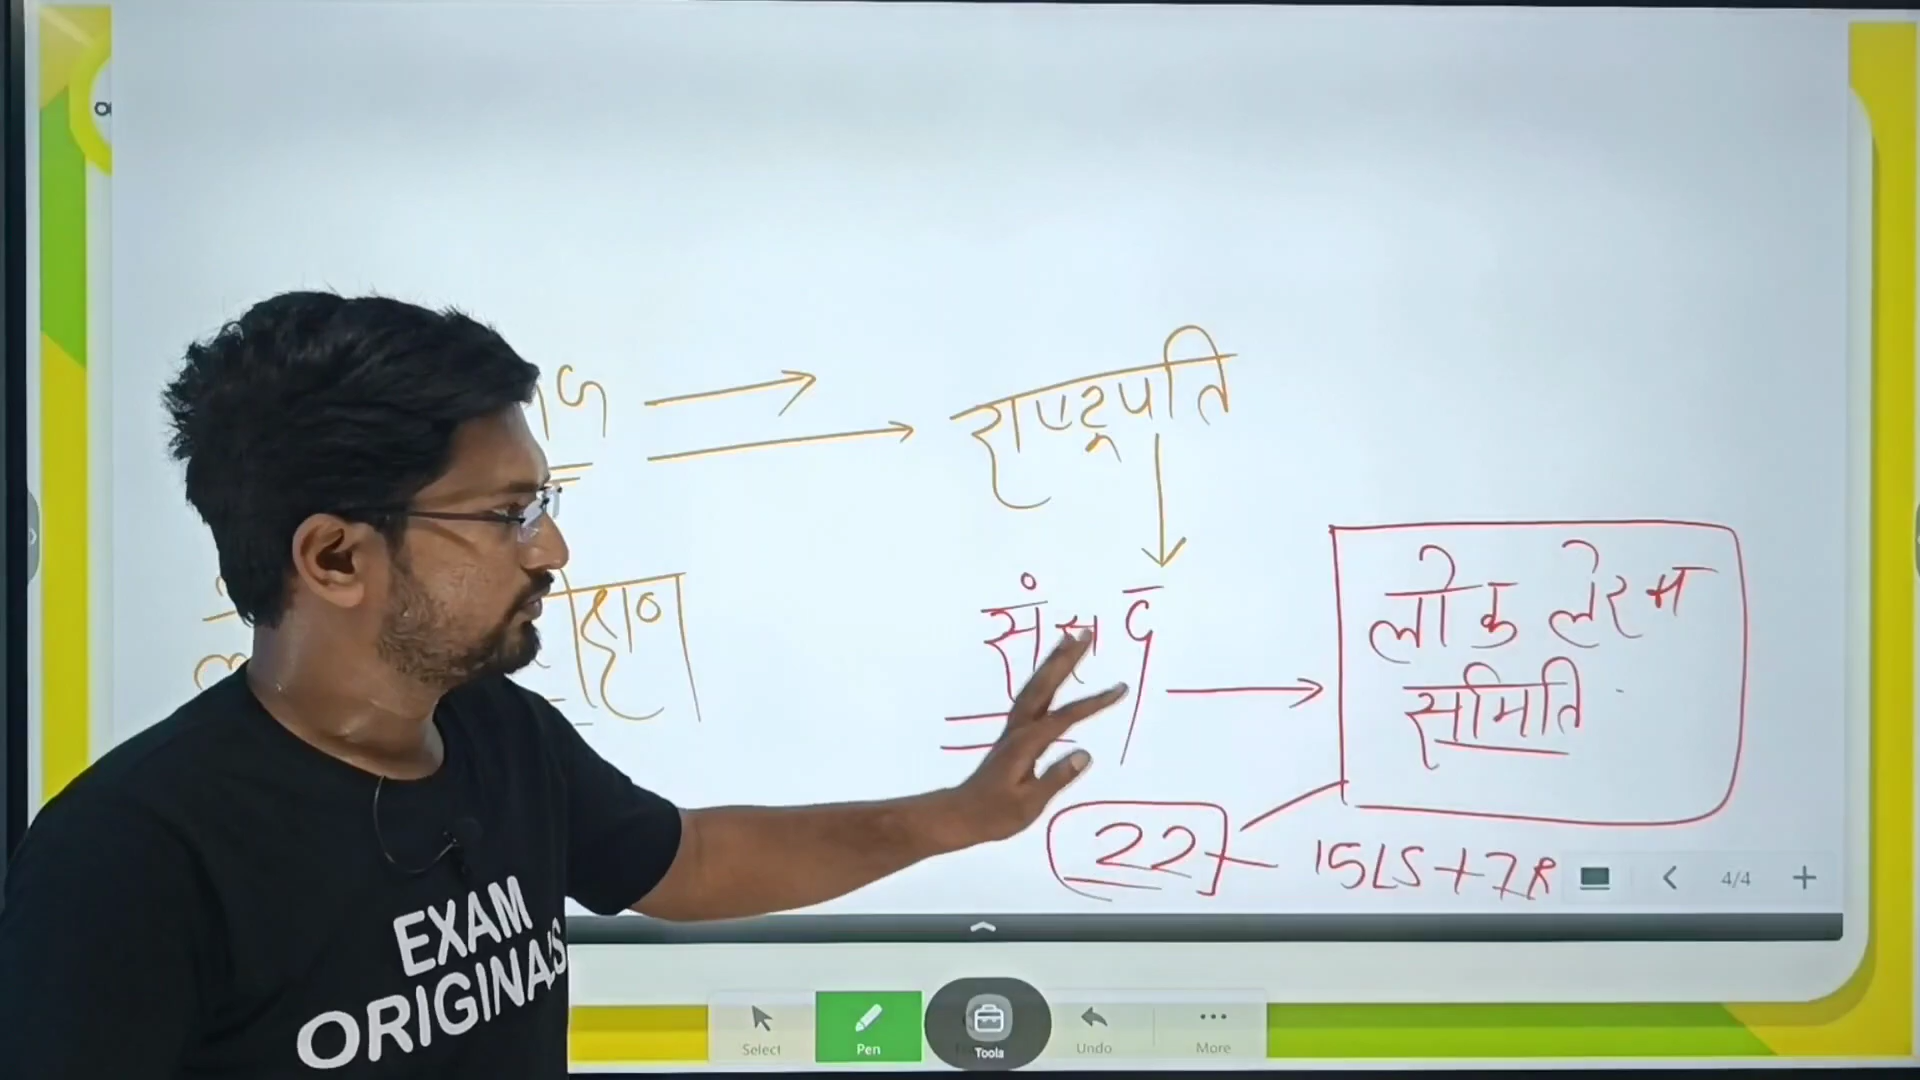 राष्ट्रपति
संसद
लोक लेखा
समिति
22 — 15LS+7R
4/4
EXAM
ORIGINALS
Select
Pen
Tools
Undo
More